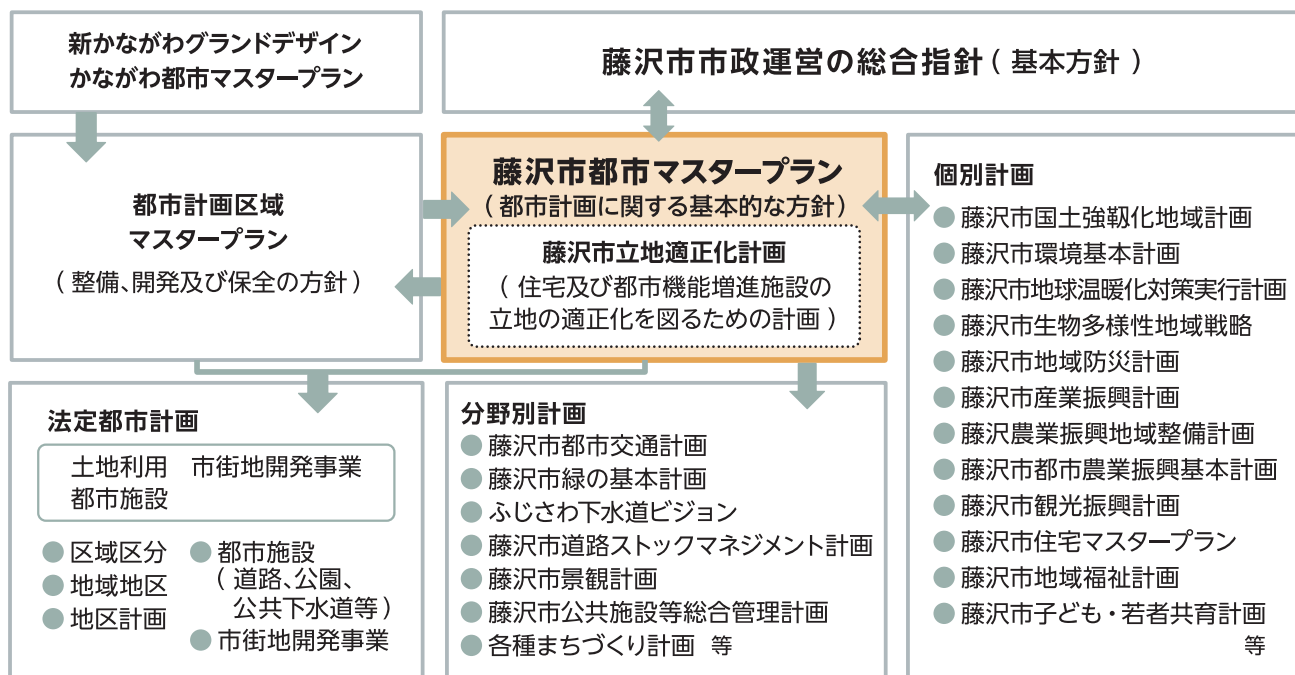 新かながわグランドデザイン
かながわ都市マスタープラン
藤沢市市政運営の総合指針（基本方針）
都市計画区域
マスタープラン
（整備、開発及び保全の方針）
藤沢市都市マスタープラン
（都市計画に関する基本的な方針）
藤沢市立地適正化計画
（住宅及び都市機能増進施設の
立地の適正化を図るための計画）
個別計画
●藤沢市国土強靱化地域計画
●藤沢市環境基本計画
●藤沢市地球温暖化対策実行計画
●藤沢市生物多様性地域戦略
●藤沢市地域防災計画
●藤沢市産業振興計画
●藤沢農業振興地域整備計画
●藤沢市都市農業振興基本計画
●藤沢市観光振興計画
●藤沢市住宅マスタープラン
●藤沢市地域福祉計画
●藤沢市子ども・若者共育計画
等
法定都市計画
土地利用　市街地開発事業
都市施設
●区域区分
●地域地区
●地区計画
●都市施設
（道路、公園、
公共下水道等）
●市街地開発事業
分野別計画
●藤沢市都市交通計画
●藤沢市緑の基本計画
●ふじさわ下水道ビジョン
●藤沢市道路ストックマネジメント計画
●藤沢市景観計画
●藤沢市公共施設等総合管理計画
●各種まちづくり計画　等